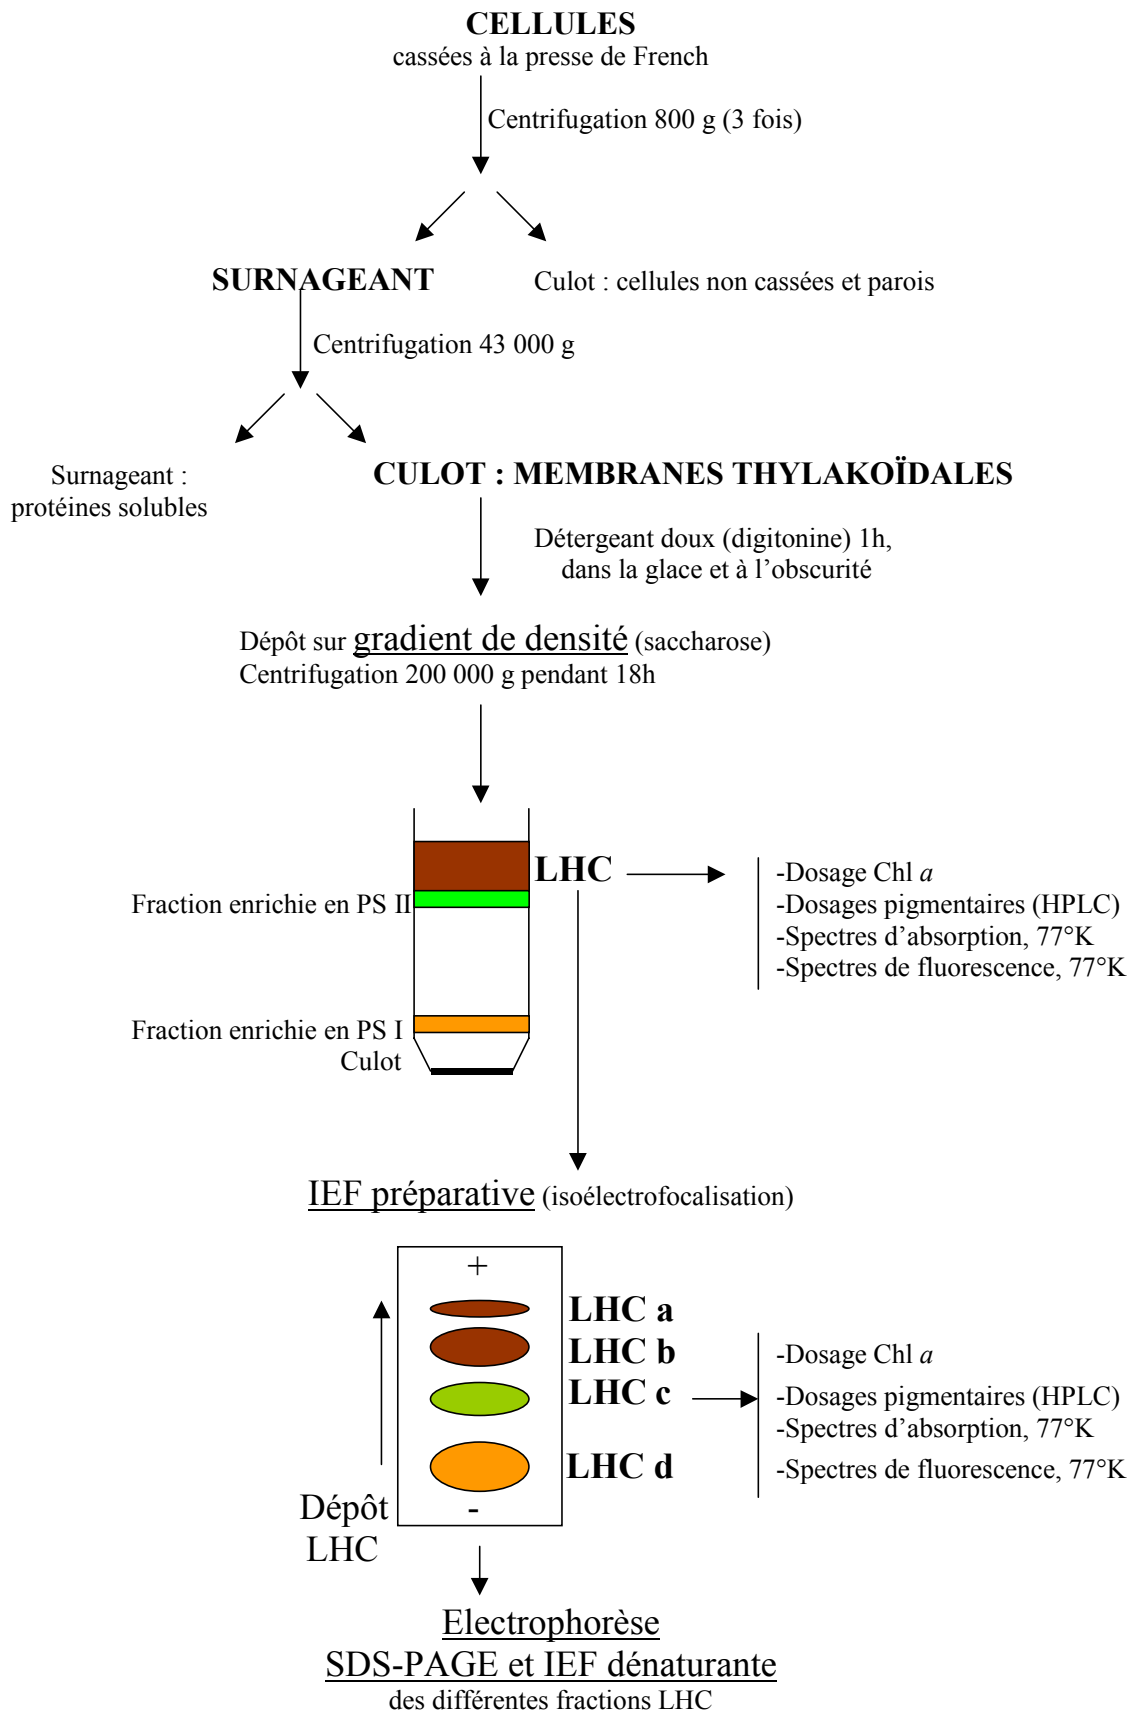 CELLULES
cassées à la presse de French
Centrifugation 800 g (3 fois)
SURNAGEANT
Culot : cellules non cassées et parois
Centrifugation 43 000 g
Surnageant :
protéines solubles
CULOT : MEMBRANES THYLAKOÏDALES
Détergeant doux (digitonine) 1h,
dans la glace et à l’obscurité
Dépôt sur gradient de densité (saccharose)
Centrifugation 200 000 g pendant 18h
LHC
Fraction enrichie en PS II
-Dosage Chl a
-Dosages pigmentaires (HPLC)
-Spectres d’absorption, 77°K
-Spectres de fluorescence, 77°K
Fraction enrichie en PS I
Culot
IEF préparative (isoélectrofocalisation)
+
LHC a
LHC b
LHC c
LHC d
-
-Dosage Chl a
-Dosages pigmentaires (HPLC)
-Spectres d’absorption, 77°K
-Spectres de fluorescence, 77°K
Dépôt
LHC
Electrophorèse
SDS-PAGE et IEF dénaturante
des différentes fractions LHC